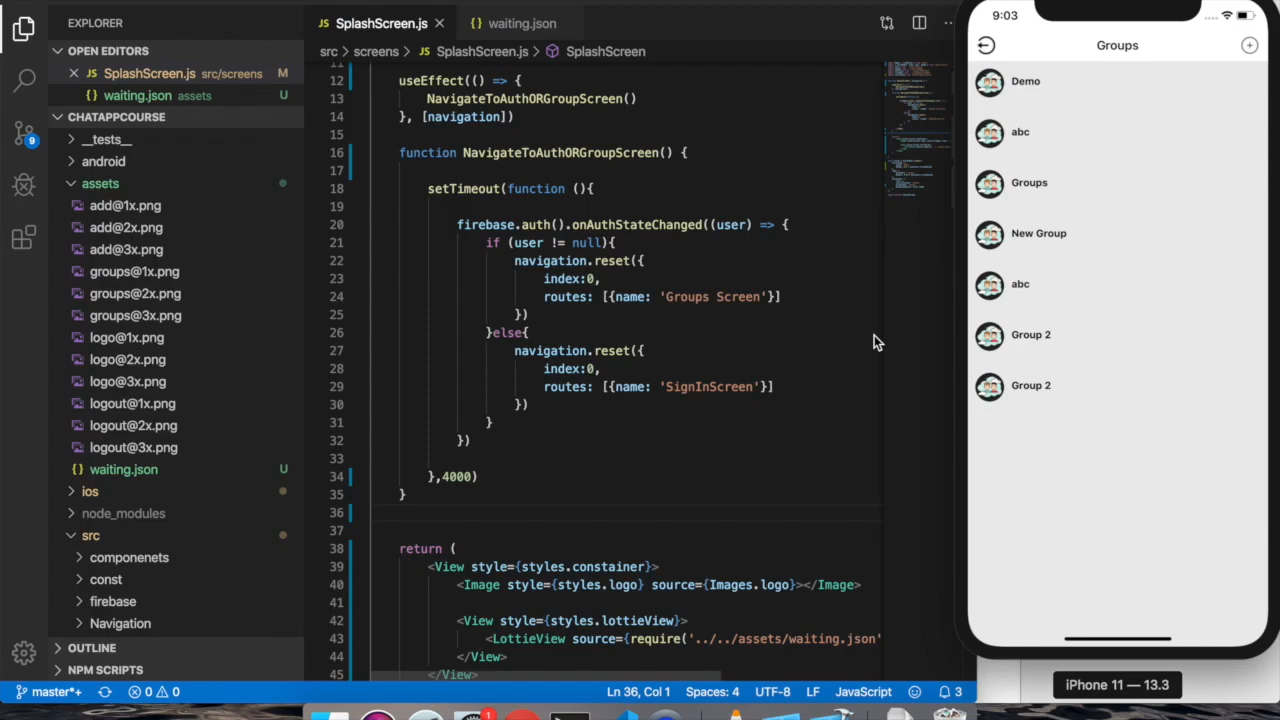 EXPLORER
OPEN EDITORS
JS SplashScreen.js src/screens M
{} waiting.json assets U
CHATAPPEXPENSE
android
assets
add@1x.png
add@2x.png
add@3x.png
groups@1x.png
groups@2x.png
groups@3x.png
logo@1x.png
logo@2x.png
logo@3x.png
logout@1x.png
logout@2x.png
logout@3x.png
{} waiting.json U
ios
node_modules
src
componenets
const
firebase
Navigation
OUTLINE
NPM SCRIPTS
9
JS SplashScreen.js
{} waiting.json
src > screens > JS SplashScreen.js > SplashScreen
11
12 useEffect(() => {
13 NavigateToAuthORGroupScreen()
14 }, [navigation])
15
16 function NavigateToAuthORGroupScreen() {
17
18 setTimeout(function (){
19
20 firebase.auth().onAuthStateChanged((user) => {
21 if (user != null){
22 navigation.reset({
23 index:0,
24 routes: [{name: 'Groups Screen'}]
25 })
26 }else{
27 navigation.reset({
28 index:0,
29 routes: [{name: 'SignInScreen'}]
30 })
31 }
32 })
33
34 },4000)
35 }
36
37
38 return (
39 <View style={styles.constainer}>
40 <Image style={styles.logo} source={Images.logo}></Image>
41
42 <View style={styles.lottieView}>
43 <LottieView source={require('../../assets/waiting.json'
44 </View>
45 </View>
master*+ 0 0 Ln 36, Col 1 Spaces: 4 UTF-8 LF JavaScript 3
9:03
Groups
Demo
abc
Groups
New Group
abc
Group 2
Group 2
iPhone 11 — 13.3
1